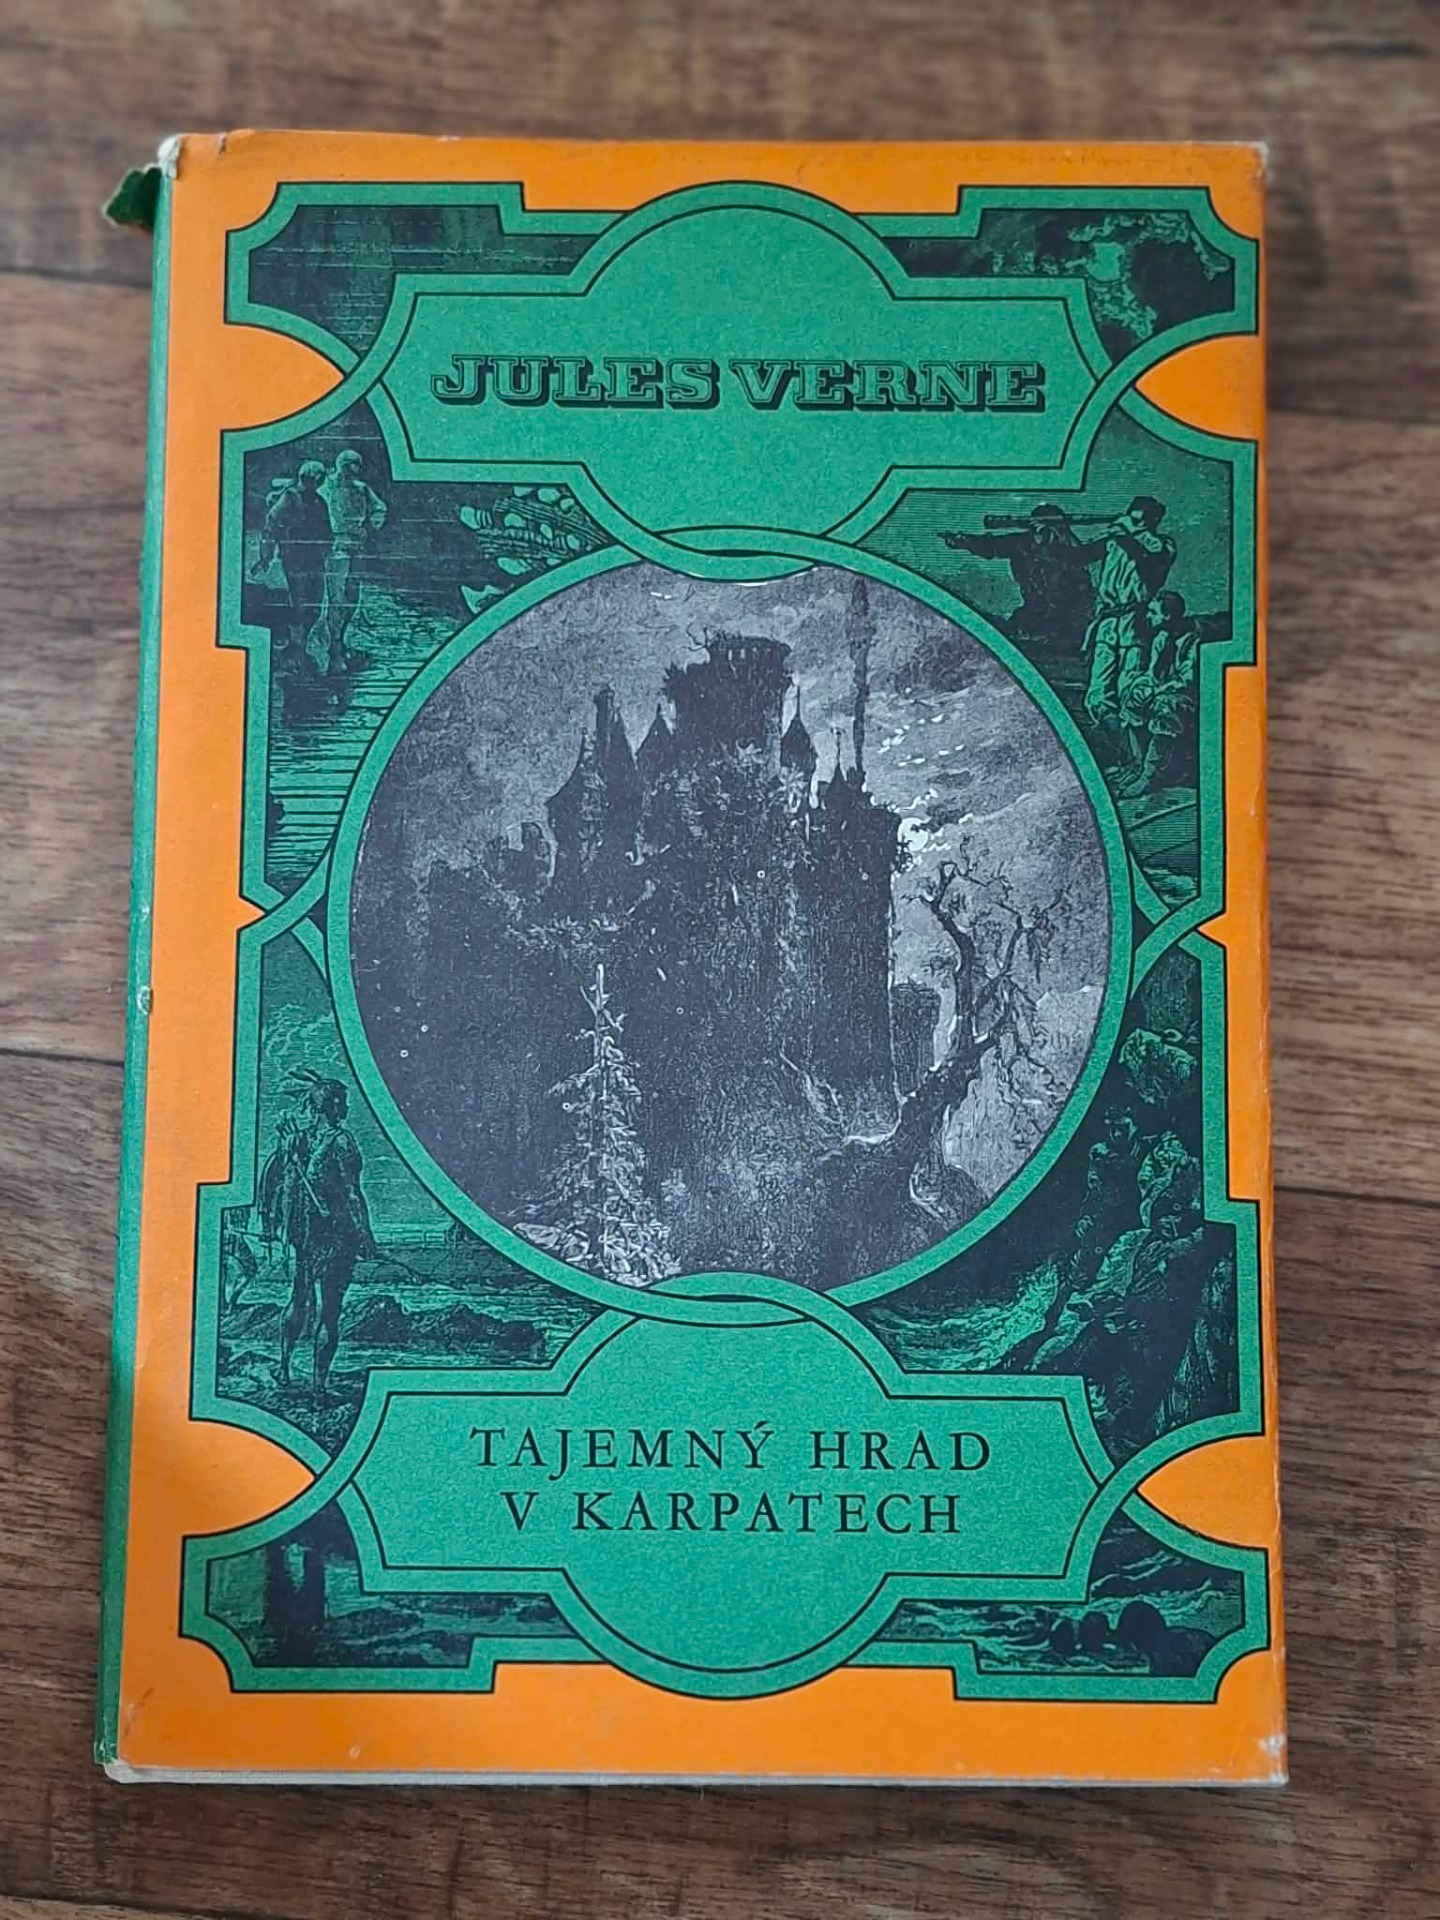 JULES VERNE
TAJEMNÝ HRAD
V KARPATECH